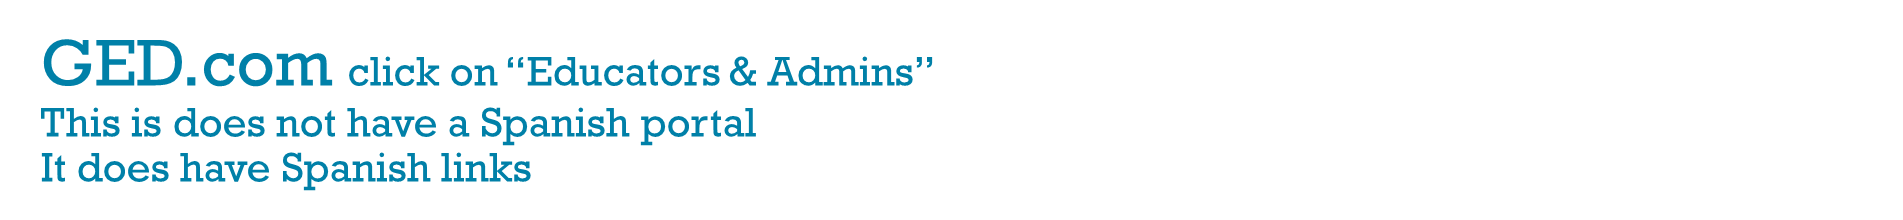 GED.com click on “Educators & Admins”
This is does not have a Spanish portal
It does have Spanish links